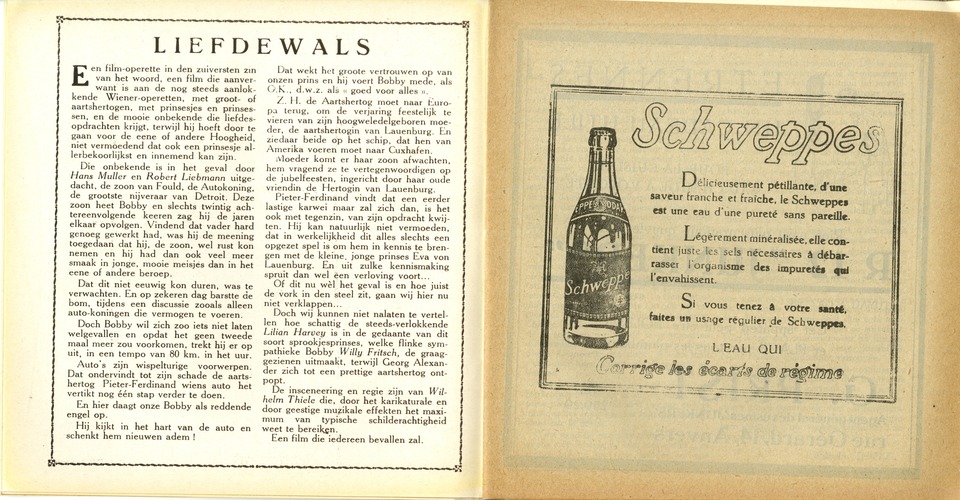 LIEFDEWALS
Een film-operette in den zuiversten zin
van het woord, een film die aanver-
want is aan de nog steeds aanlok-
kende Wiener-operetten, met groot- of
aartshertogen, met prinsesjes en prinses-
sen, en de mooie onbekende die liefdes-
opdrachten krijgt, terwijl hij hoeft door te
gaan voor de eene of andere Hoogheid,
niet vermoedend dat ook een prinsesje al-
lerbekoorlijkst en innemend kan zijn.
Die onbekende is in het geval door
Hans Muller en Robert Liebmann uitge-
dacht, de zoon van Fould, de Autokoning,
de grootste nijveraar van Detroit. Deze
zoon heet Bobby en slechts twintig ach-
tereenvolgende keeren zag hij de jaren
elkaar opvolgen. Vindend dat vader hard
genoeg gewerkt had, was hij de meening
toegedaan dat hij, de zoon, wel rust kon
nemen en hij had dan ook veel meer
smaak in jonge, mooie meisjes dan in het
eene of andere beroep.
Dat dit niet eeuwig kon duren, was te
verwachten. En op zekeren dag barstte de
bom, tijdens een discussie zooals alleen
auto-koningen die vermogen te voeren.
Doch Bobby wil zich zoo iets niet laten
welgevallen en opdat het geen tweede
maal meer zou voorkomen, trekt hij er op
uit, in een tempo van 80 km. in het uur.
Auto's zijn wispelturige voorwerpen.
Dat ondervindt tot zijn schade de aarts-
hertog Pieter-Ferdinand wiens auto het
vertikt nog één stap verder te doen.
En hier daagt onze Bobby als reddende
engel op.
Hij kijkt in het hart van de auto en
schenkt hem nieuwen adem !
Dat wekt het groote vertrouwen op van
onzen prins en hij voert Bobby mede, als
O.K., d.w.z. als « goed voor alles ».
Z. H. de Aartshertog moet naar Euro-
pa terug, om de verjaring feestelijk te
vieren van zijn hoogweledelgeboren moe-
der, de aartshertogin van Lauenburg. En
ziedaar beide op het schip, dat hen van
Amerika voeren moet naar Cuxhafen.
Moeder komt er haar zoon afwachten,
hem vragend ze te vertegenwoordigen op
de jubelfeesten, ingericht door haar oude
vriendin de Hertogin van Lauenburg.
Pieter-Ferdinand vindt dat een eerder
lastige karwei maar zal zich dan, is het
ook met tegenzin, van zijn opdracht kwij-
ten. Hij kan natuurlijk niet vermoeden,
dat in werkelijkheid dit alles slechts een
opgezet spel is om hem in kennis te bren-
gen met de kleine, jonge prinses Eva von
Lauenburg. En uit zulke kennismaking
spruit dan wel één verloving voort...
Of dit nu wèl het geval is en hoe juist
de vork in den steel zit, gaan wij hier nu
niet verklappen...
Doch wij kunnen niet nalaten te vertel-
len hoe schattig de steeds-verlokkende
Lilian Harvey is in de gedaante van dit
soort sprookjesprinses, welke flinke sym-
pathieke Bobby Willy Fritsch, de graag-
geziene uitmaakt, terwijl Georg Alexan-
der zich tot een prettige aartshertog ont-
popt.
De insceneering en regie zijn van Wil-
helm Thiele die, door het karikaturale en
door geestige muzikale effekten het maxi-
mum van typische schilderachtigheid
weet te bereiken.
Een film die iedereen bevallen zal.
Schweppes
Délicieusement pétillante, d'une
saveur franche et fraîche, le Schweppes
est une eau d'une pureté sans pareille.
Légèrement minéralisée, elle con-
tient juste les sels nécessaires à débar-
rasser l'organisme des impuretés qui
l'envahissent.
Si vous tenez à votre santé,
faites un usage régulier de Schweppes.
L'EAU QUI
Corrige les écarts de régime
The
Schweppes